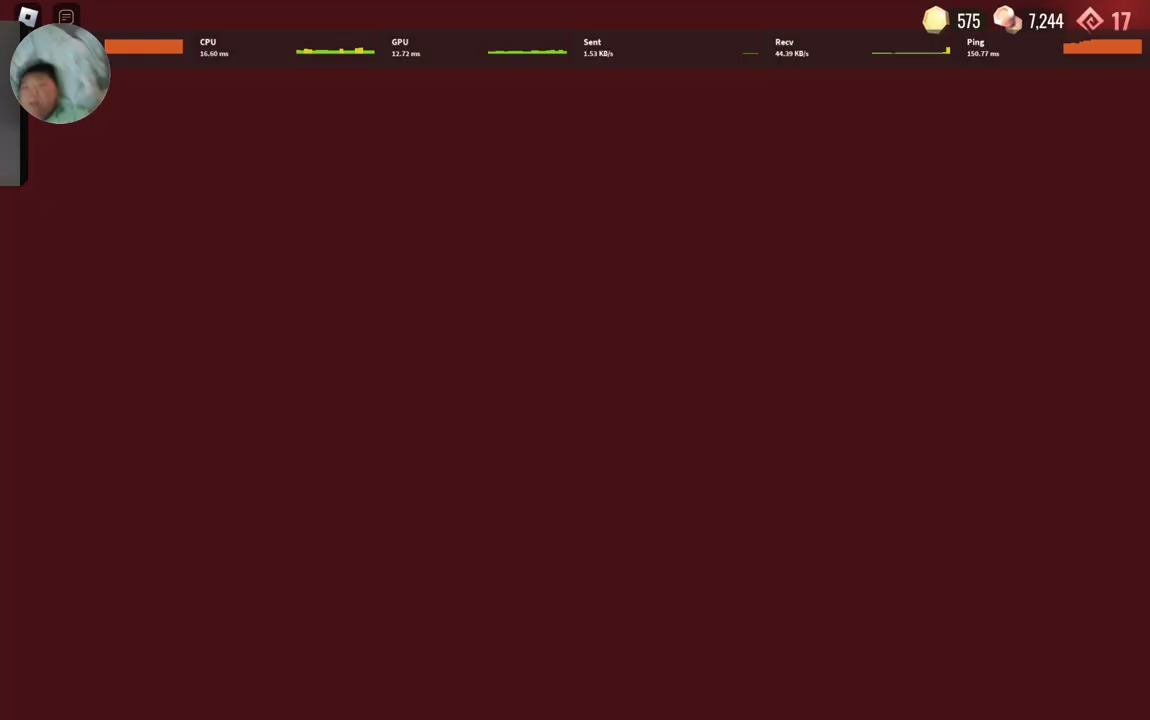 575 7,244 17
CPU GPU Sent Recv Ping
16.60 ms 12.72 ms 1.53 KB/s 44.39 KB/s 150.77 ms